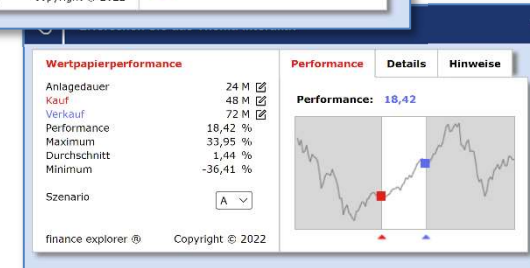 Copyright © 2022
Wertpapierperformance
Anlagedauer 24 M
Kauf 48 M
Verkauf 72 M
Performance 18,42 %
Maximum 33,95 %
Durchschnitt 1,44 %
Minimum -36,41 %
Szenario A
finance explorer ® Copyright © 2022
Performance Details Hinweise
Performance: 18,42